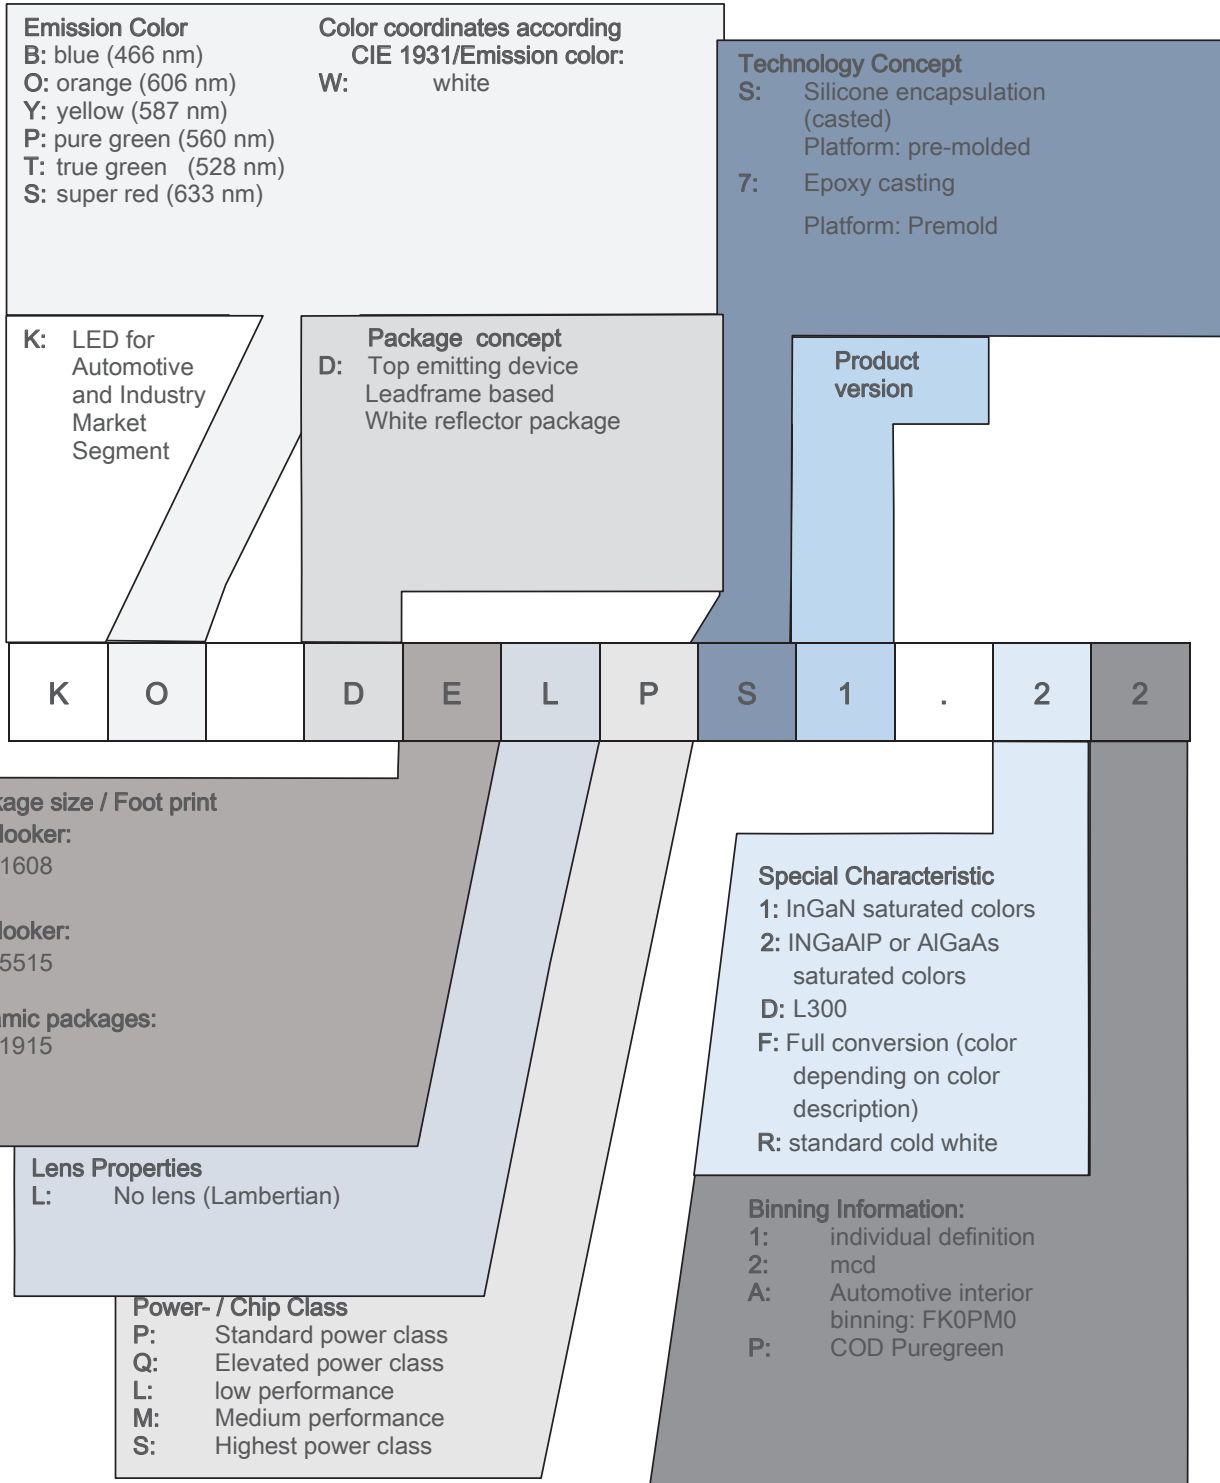 Emission Color
B: blue (466 nm)
O: orange (606 nm)
Y: yellow (587 nm)
P: pure green (560 nm)
T: true green (528 nm)
S: super red (633 nm)
Color coordinates according
CIE 1931/Emission color:
W: white
Technology Concept
S: Silicone encapsulation
(casted)
Platform: pre-molded
7: Epoxy casting
Platform: Premold
K: LED for
Automotive
and Industry
Market
Segment
Package concept
D: Top emitting device
Leadframe based
White reflector package
Product
version
K O D E L P S 1 . 2 2
kage size / Foot print
looker:
1608
looker:
5515
amic packages:
1915
Lens Properties
L: No lens (Lambertian)
Power- / Chip Class
P: Standard power class
Q: Elevated power class
L: low performance
M: Medium performance
S: Highest power class
Special Characteristic
1: InGaN saturated colors
2: INGaAlP or AlGaAs
saturated colors
D: L300
F: Full conversion (color
depending on color
description)
R: standard cold white
Binning Information:
1: individual definition
2: mcd
A: Automotive interior
binning: FK0PM0
P: COD Puregreen